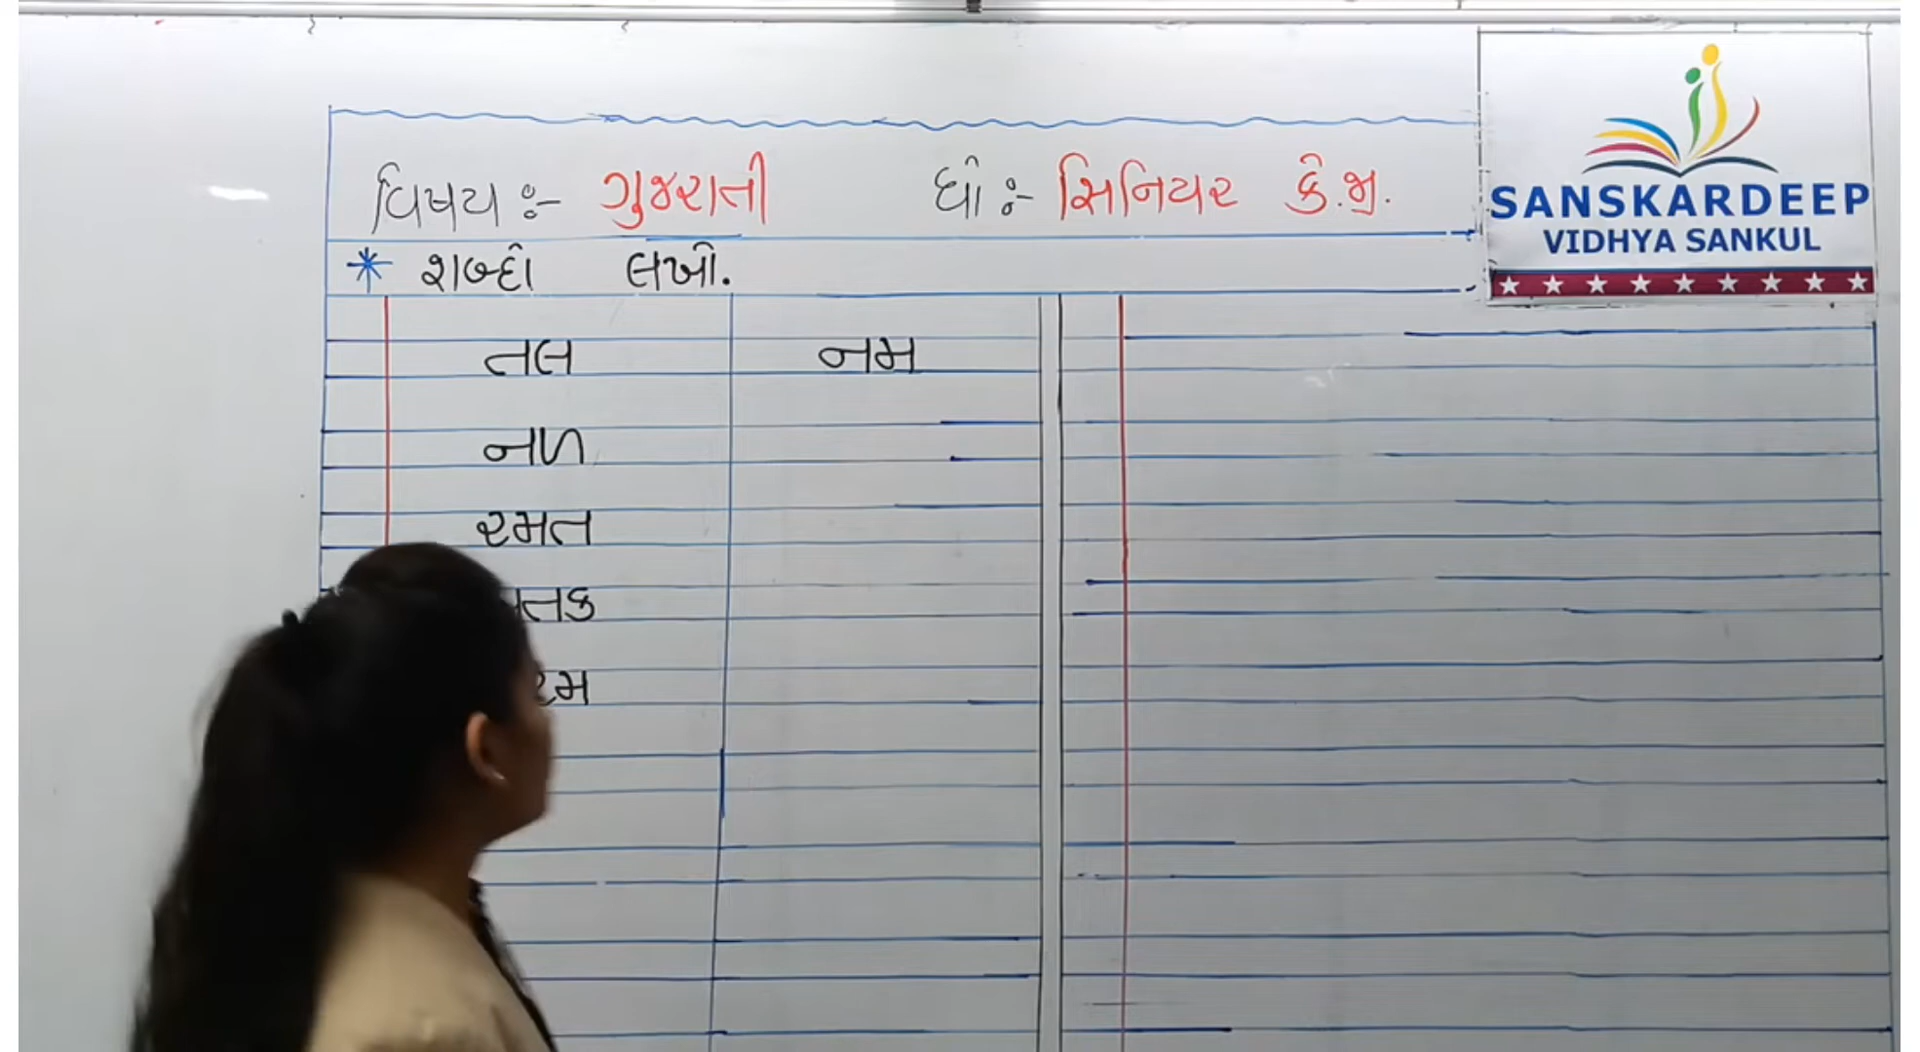 વિષય :- ગુજરાતી ધો :- સિનિયર કે.જી.
* શબ્દો લખો.
તલ નમ
નળ
રમત
SANSKARDEEP
VIDHYA SANKUL